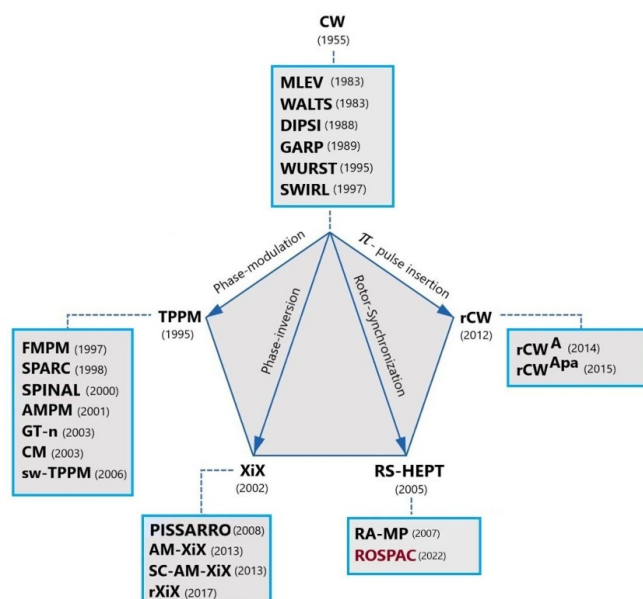 CW
(1955)
MLEV (1983)
WALTS (1983)
DIPSI (1988)
GARP (1989)
WURST (1995)
SWIRL (1997)
Phase-modulation
π - pulse insertion
Phase-inversion
Rotor-Synchronization
TPPM
(1995)
rCW
(2012)
FMPM (1997)
SPARC (1998)
SPINAL (2000)
AMPM (2001)
GT-n (2003)
CM (2003)
sw-TPPM (2006)
rCW^A (2014)
rCW^Apa (2015)
XiX
(2002)
RS-HEPT
(2005)
PISSARRO (2008)
AM-XiX (2013)
SC-AM-XiX (2013)
rXiX (2017)
RA-MP (2007)
ROSPAC (2022)